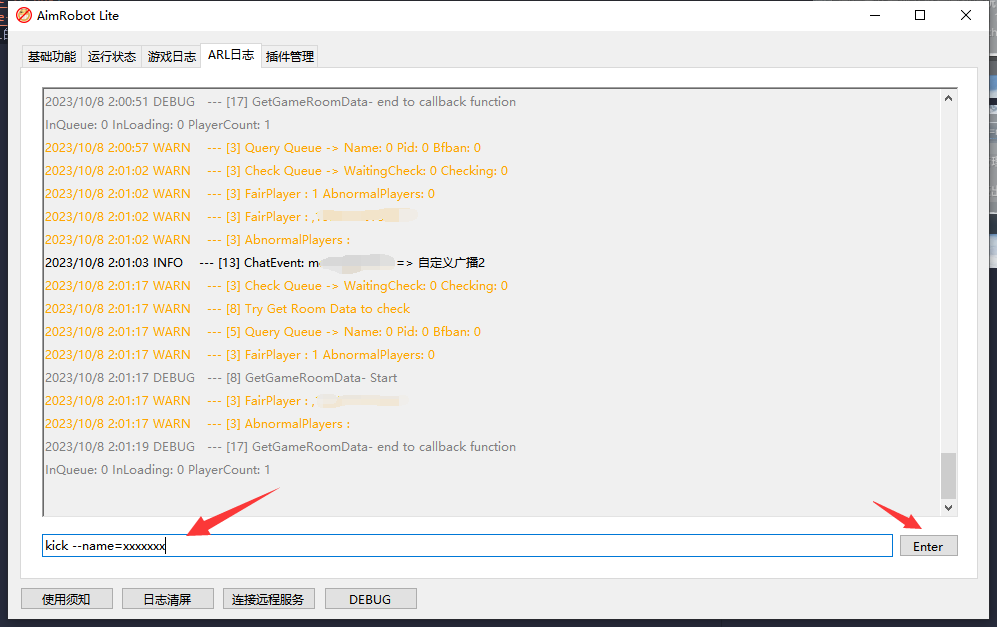 AimRobot Lite
基础功能 运行状态 游戏日志 ARL日志 插件管理
2023/10/8 2:00:51 DEBUG --- [17] GetGameRoomData- end to callback function
InQueue: 0 InLoading: 0 PlayerCount: 1
2023/10/8 2:00:57 WARN --- [3] Query Queue -> Name: 0 Pid: 0 Bfban: 0
2023/10/8 2:01:02 WARN --- [3] Check Queue -> WaitingCheck: 0 Checking: 0
2023/10/8 2:01:02 WARN --- [3] FairPlayer : 1 AbnormalPlayers: 0
2023/10/8 2:01:02 WARN --- [3] FairPlayer : ,
2023/10/8 2:01:02 WARN --- [3] AbnormalPlayers :
2023/10/8 2:01:03 INFO --- [13] ChatEvent: m => 自定义广播2
2023/10/8 2:01:17 WARN --- [3] Check Queue -> WaitingCheck: 0 Checking: 0
2023/10/8 2:01:17 WARN --- [8] Try Get Room Data to check
2023/10/8 2:01:17 WARN --- [5] Query Queue -> Name: 0 Pid: 0 Bfban: 0
2023/10/8 2:01:17 WARN --- [3] FairPlayer : 1 AbnormalPlayers: 0
2023/10/8 2:01:17 DEBUG --- [8] GetGameRoomData- Start
2023/10/8 2:01:17 WARN --- [3] FairPlayer : ,
2023/10/8 2:01:17 WARN --- [3] AbnormalPlayers :
2023/10/8 2:01:19 DEBUG --- [17] GetGameRoomData- end to callback function
InQueue: 0 InLoading: 0 PlayerCount: 1
kick --name=xxxxxxx Enter
使用须知 日志清屏 连接远程服务 DEBUG